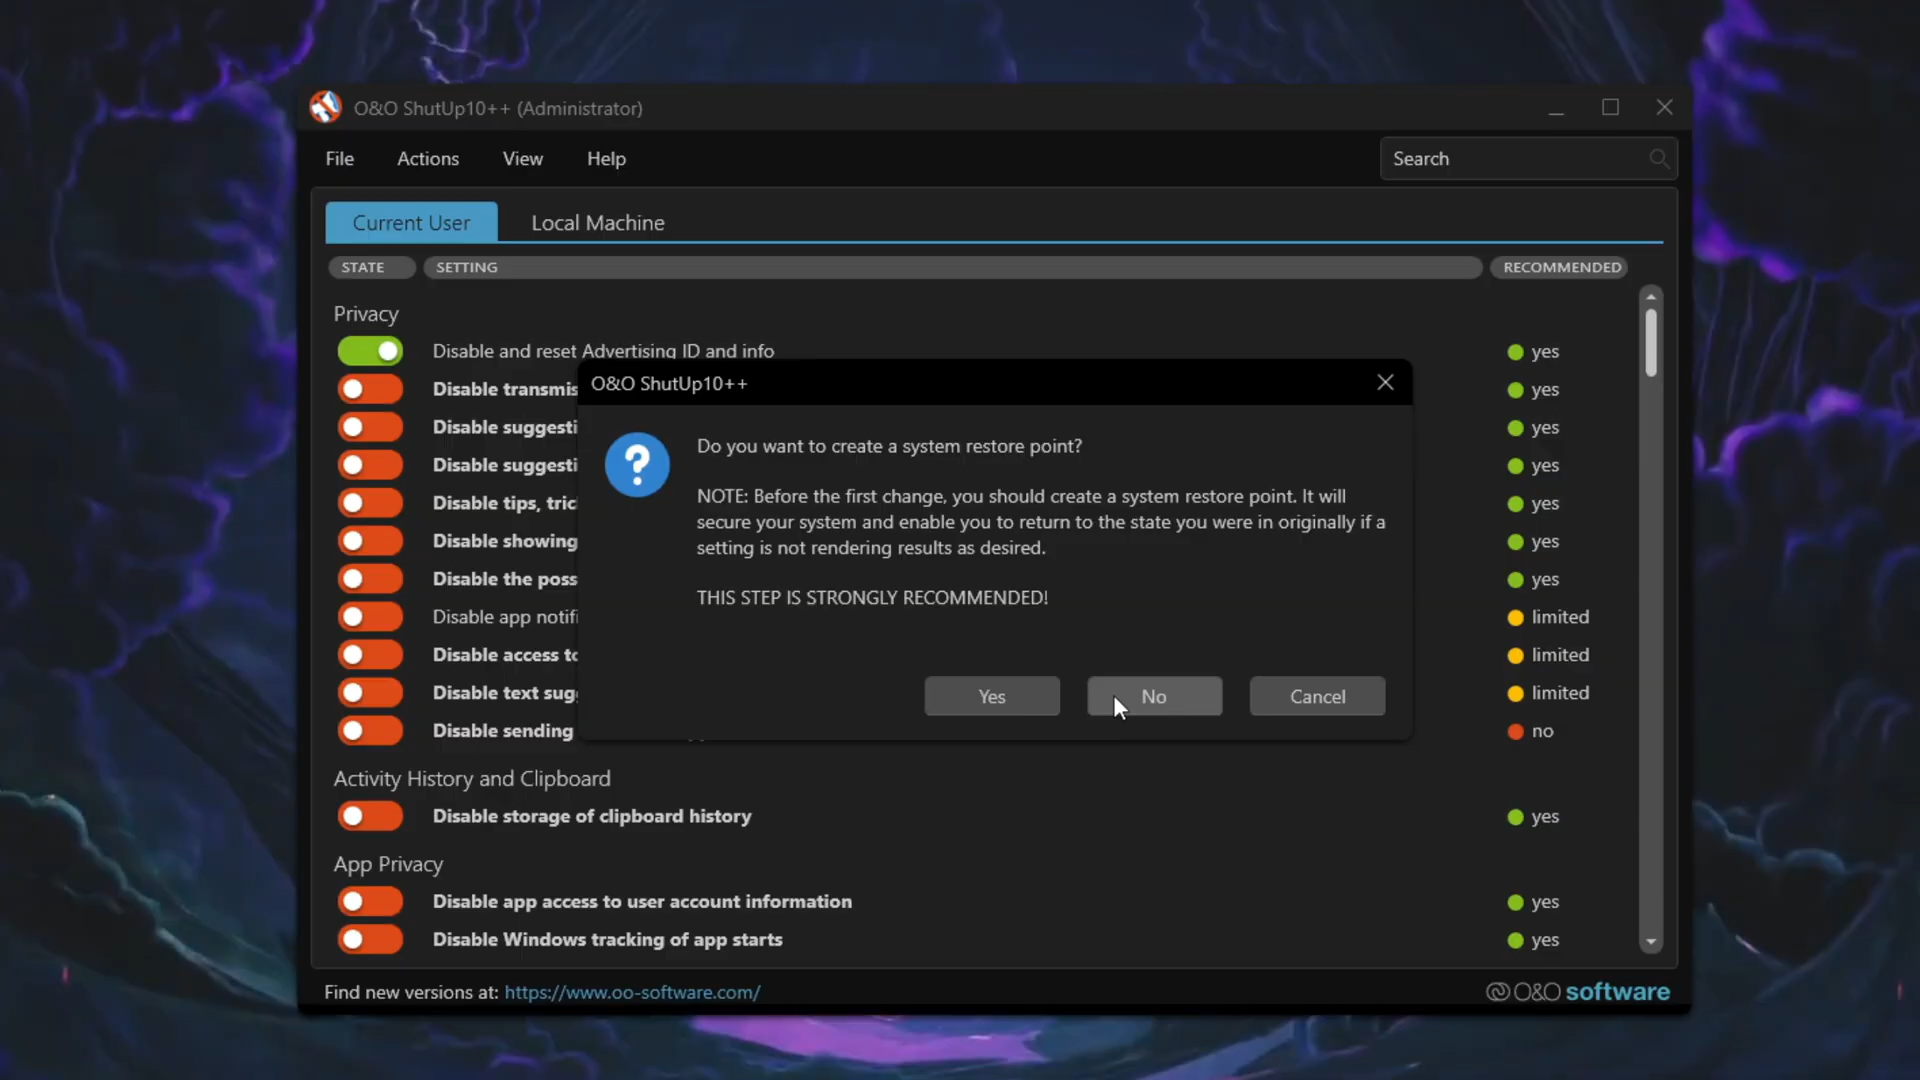 O&O ShutUp10++ (Administrator)
File Actions View Help
Search
Current User Local Machine
STATE SETTING RECOMMENDED
Privacy
Disable and reset Advertising ID and info yes
Disable transmis yes
Disable suggesti yes
Disable suggesti yes
Disable tips, tric yes
Disable showing yes
Disable the poss yes
Disable app notifi limited
Disable access to limited
Disable text sug limited
Disable sending no
O&O ShutUp10++
Do you want to create a system restore point?
NOTE: Before the first change, you should create a system restore point. It will
secure your system and enable you to return to the state you were in originally if a
setting is not rendering results as desired.
THIS STEP IS STRONGLY RECOMMENDED!
Yes No Cancel
Activity History and Clipboard
Disable storage of clipboard history yes
App Privacy
Disable app access to user account information yes
Disable Windows tracking of app starts yes
Find new versions at: https://www.oo-software.com/
O&O software